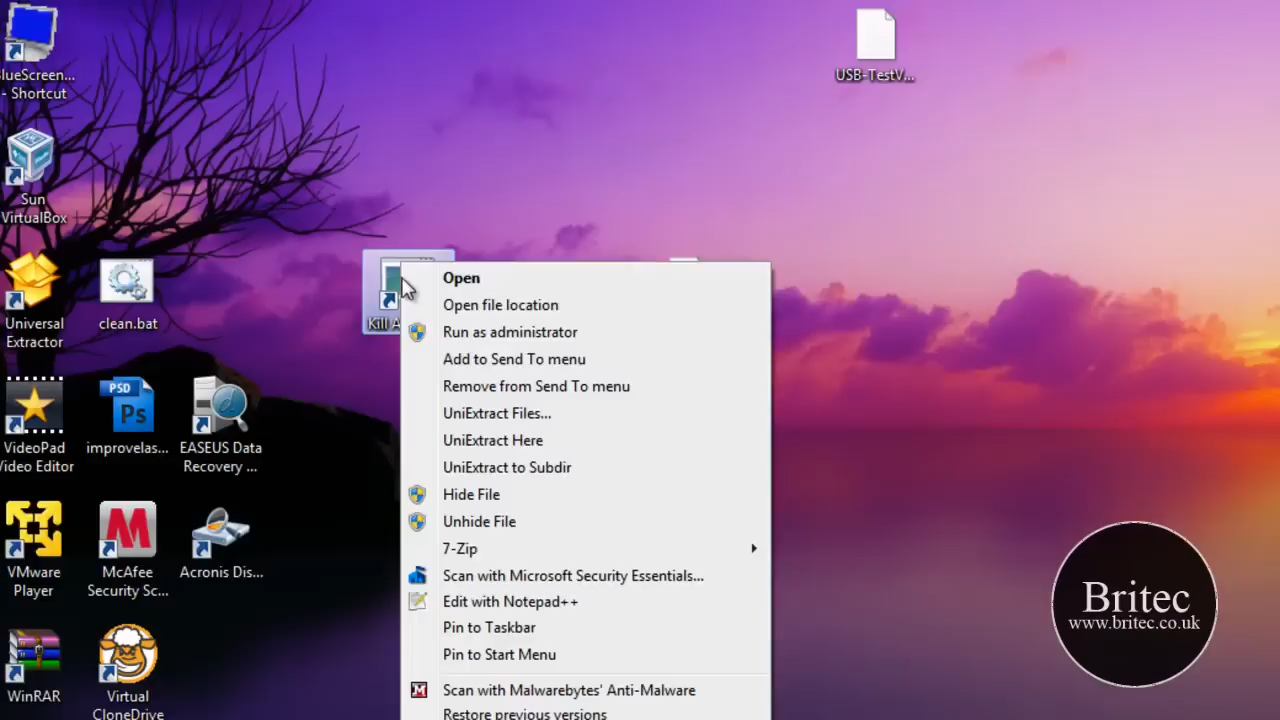 BlueScreen...
- Shortcut
USB-TestV...
Sun
VirtualBox
Universal
Extractor
clean.bat
Kill A
VideoPad
Video Editor
PSD
Ps
improvelas...
EASEUS Data
Recovery ...
VMware
Player
McAfee
Security Sc...
Acronis Dis...
WinRAR
Virtual
CloneDrive
Open
Open file location
Run as administrator
Add to Send To menu
Remove from Send To menu
UniExtract Files...
UniExtract Here
UniExtract to Subdir
Hide File
Unhide File
7-Zip
Scan with Microsoft Security Essentials...
Edit with Notepad++
Pin to Taskbar
Pin to Start Menu
Scan with Malwarebytes' Anti-Malware
Restore previous versions
Britec
www.britec.co.uk